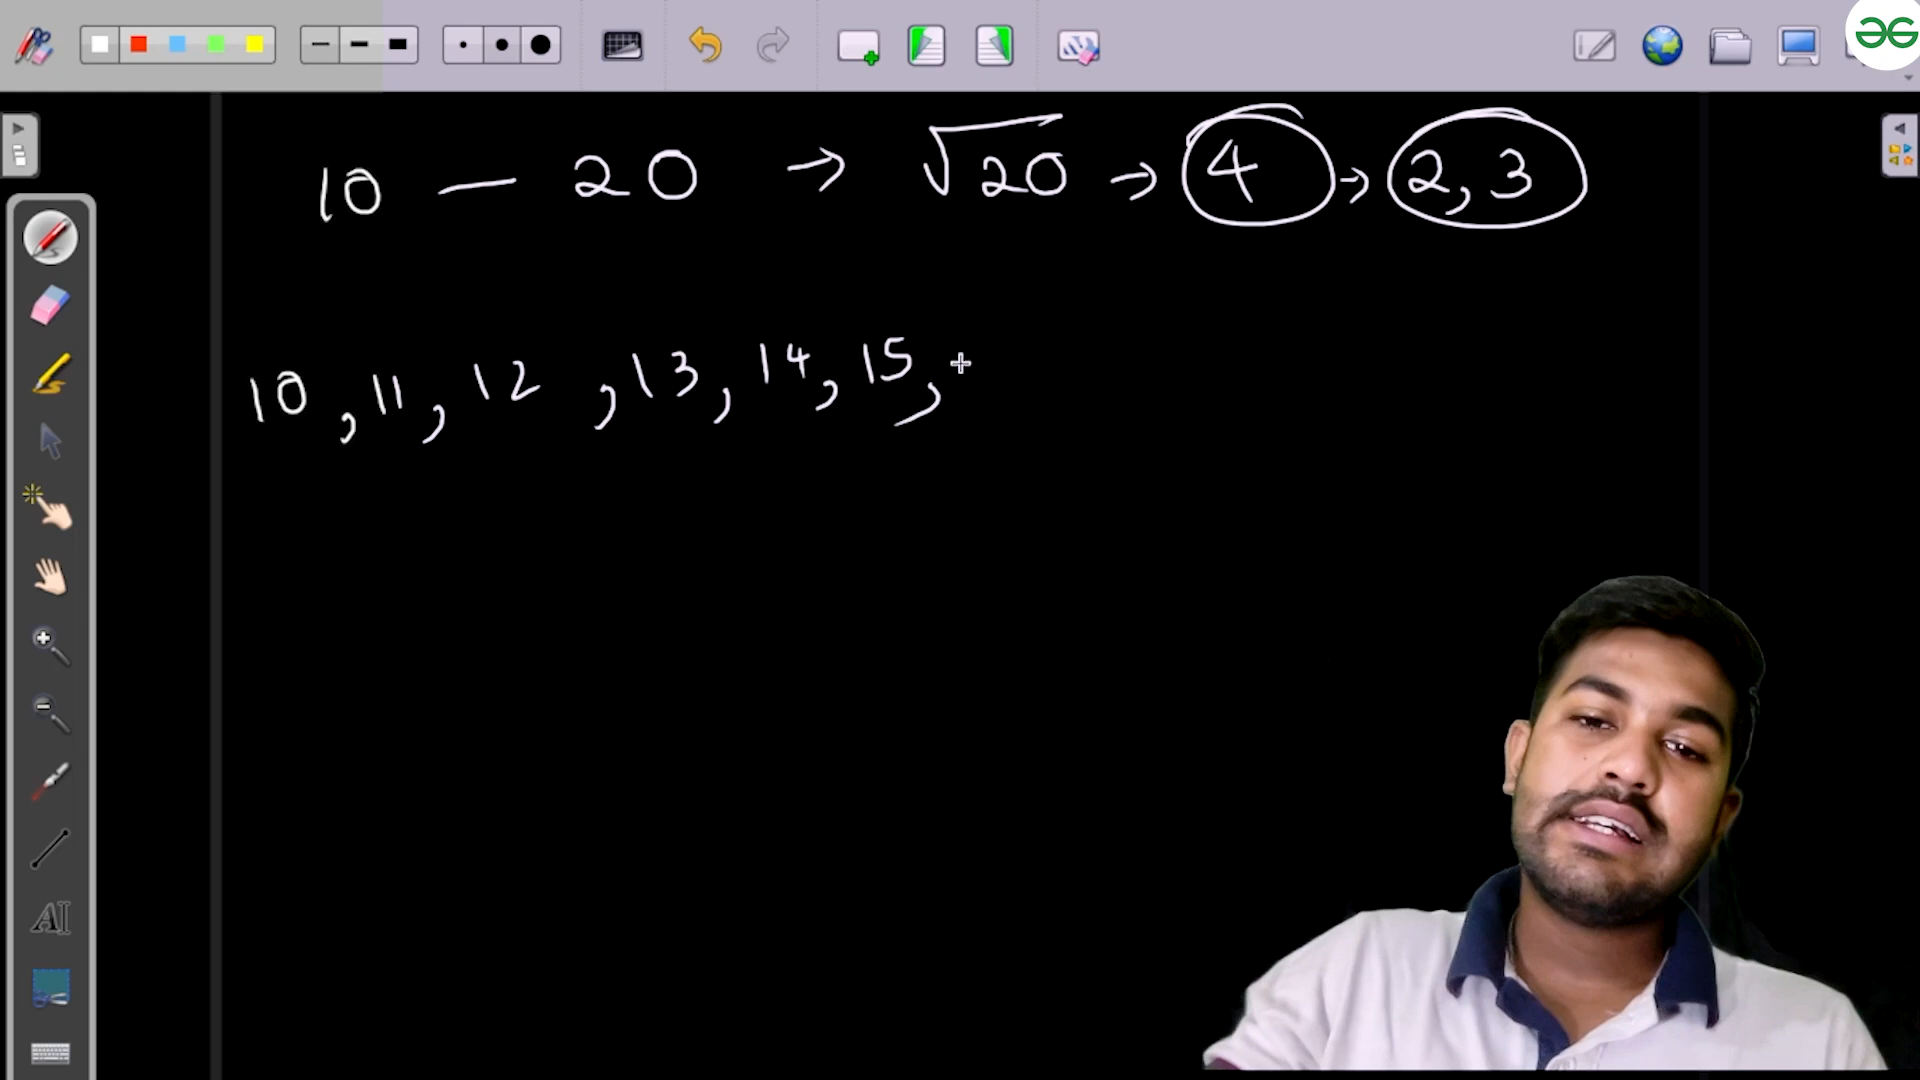 10 — 20 → √20 → 4 → 2, 3
10 , 11 , 12 , 13 , 14 , 15 ,